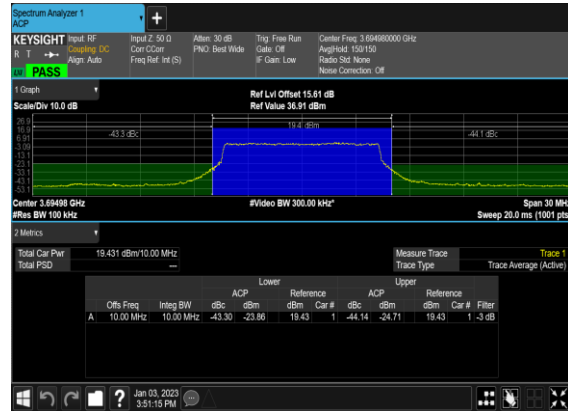 Spectrum Analyzer 1
ACP
KEYSIGHT Input: RF Input Z: 50 Ω Atten: 30 dB Trig: Free Run Center Freq: 3.694980000 GHz
R T Coupling: DC Corr CCorr PNO: Best Wide Gate: Off Avg|Hold: 150/150
Align: Auto Freq Ref: Int (S) IF Gain: Low Radio Std: None
Noise Correction: Off
LW PASS
1 Graph
Ref Lvl Offset 15.61 dB
Scale/Div 10.0 dB Ref Value 36.91 dBm
26.9
16.9
6.91
-3.09
-13.1
-23.1
-33.1
-43.1
-53.1
-43.3 dBc 19.4 dBm -44.1 dBc
Center 3.69498 GHz #Video BW 300.00 kHz* Span 30 MHz
#Res BW 100 kHz Sweep 20.0 ms (1001 pts)
2 Metrics
Total Car Pwr 19.431 dBm/10.00 MHz Measure Trace Trace 1
Total PSD --- Trace Type Trace Average (Active)
Lower Upper
ACP Reference ACP Reference
Offs Freq Integ BW dBc dBm dBm Car # dBc dBm dBm Car # Filter
A 10.00 MHz 10.00 MHz -43.30 -23.86 19.43 1 -44.14 -24.71 19.43 1 -3 dB
Jan 03, 2023
3:51:15 PM